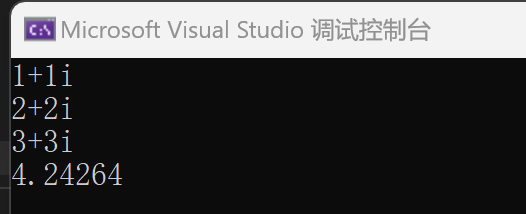 C:\
Microsoft Visual Studio 调试控制台
1+1i
2+2i
3+3i
4.24264